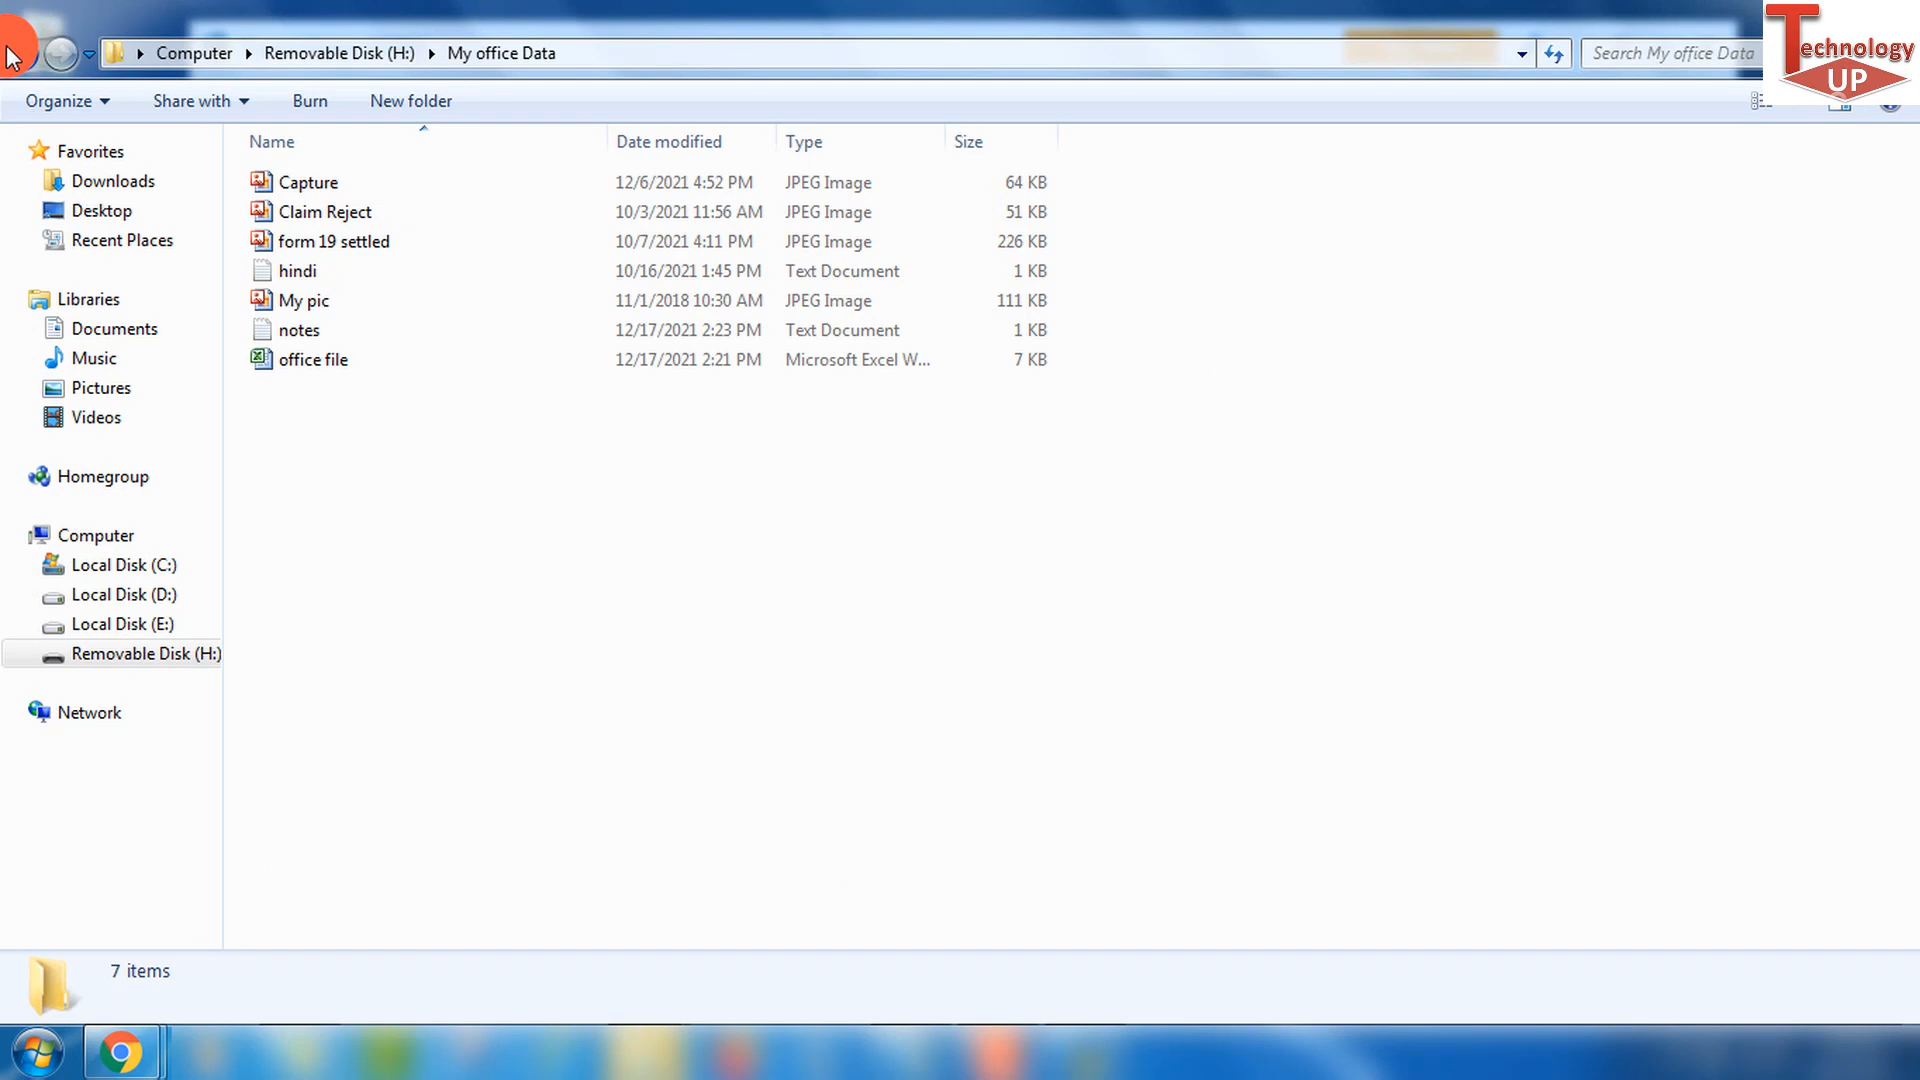 Computer Removable Disk (H:) My office Data
Search My office Data
Technology
UP
Organize Share with Burn New folder
Name Date modified Type Size
Capture 12/6/2021 4:52 PM JPEG Image 64 KB
Claim Reject 10/3/2021 11:56 AM JPEG Image 51 KB
form 19 settled 10/7/2021 4:11 PM JPEG Image 226 KB
hindi 10/16/2021 1:45 PM Text Document 1 KB
My pic 11/1/2018 10:30 AM JPEG Image 111 KB
notes 12/17/2021 2:23 PM Text Document 1 KB
office file 12/17/2021 2:21 PM Microsoft Excel W... 7 KB
Favorites
Downloads
Desktop
Recent Places
Libraries
Documents
Music
Pictures
Videos
Homegroup
Computer
Local Disk (C:)
Local Disk (D:)
Local Disk (E:)
Removable Disk (H:)
Network
7 items